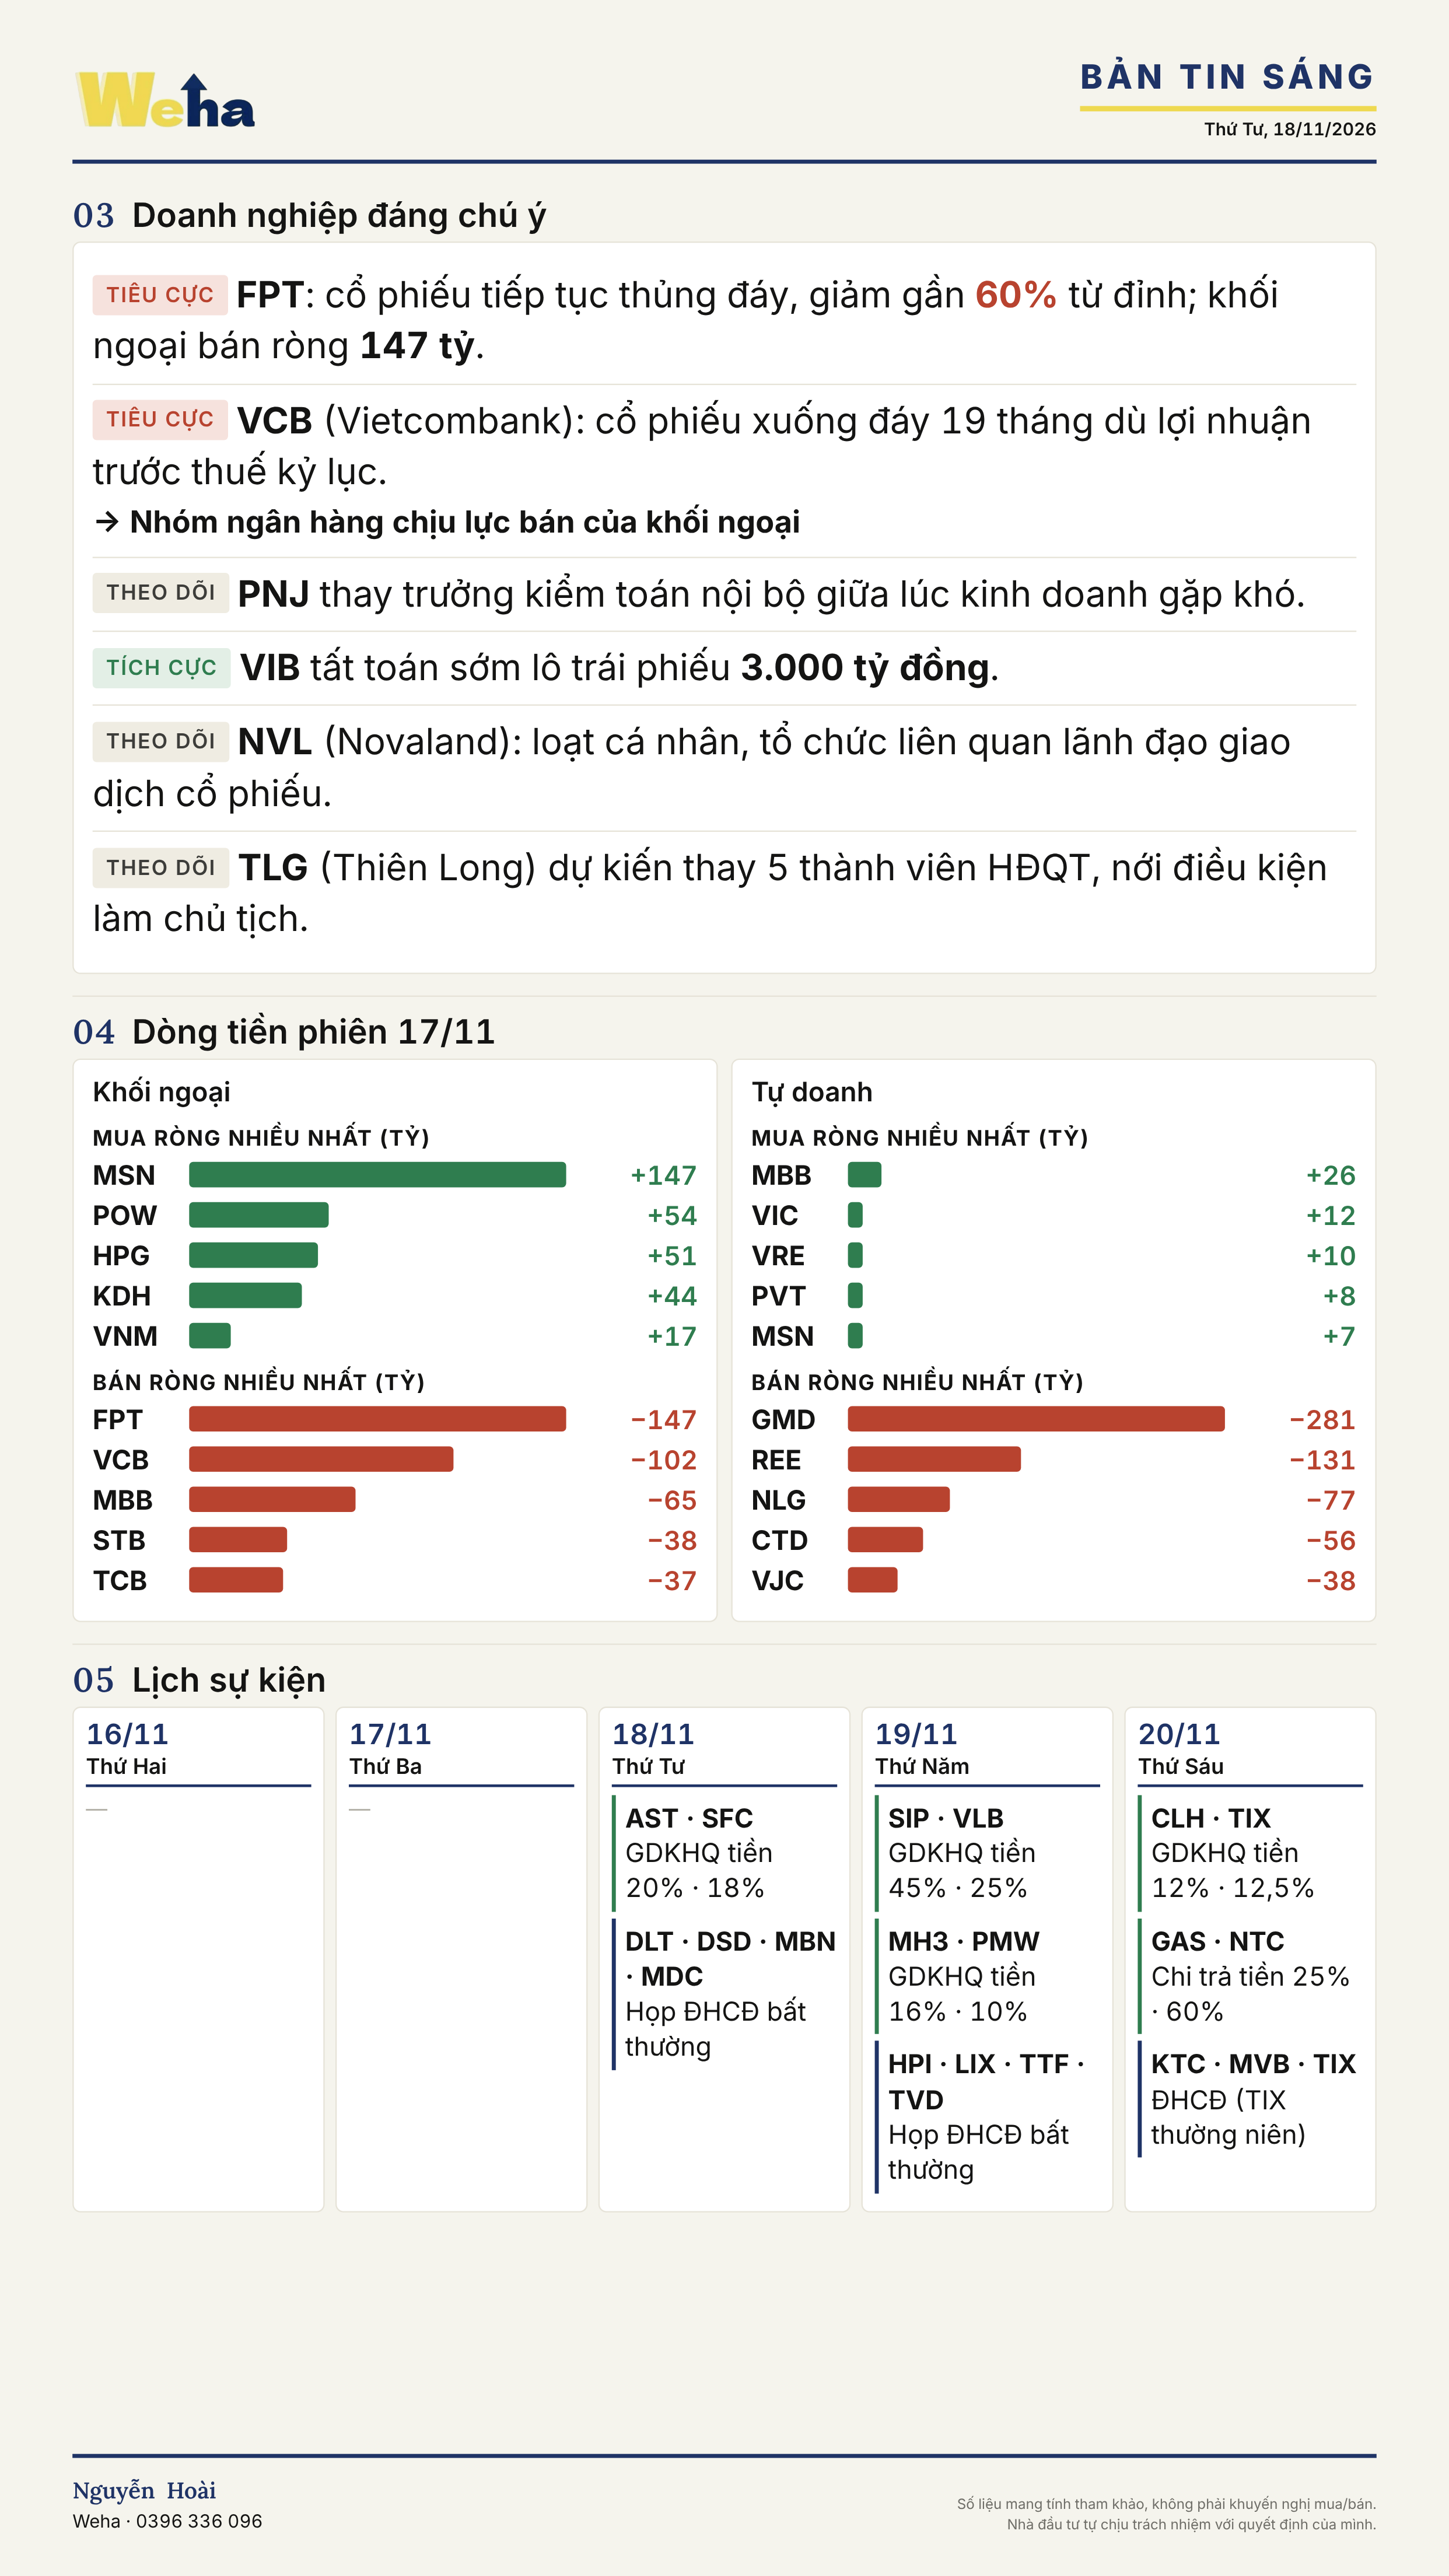 Weha
BẢN TIN SÁNG
Thứ Tư, 18/11/2026
03 Doanh nghiệp đáng chú ý
TIÊU CỰC FPT: cổ phiếu tiếp tục thủng đáy, giảm gần 60% từ đỉnh; khối
ngoại bán ròng 147 tỷ.
TIÊU CỰC VCB (Vietcombank): cổ phiếu xuống đáy 19 tháng dù lợi nhuận
trước thuế kỷ lục.
→ Nhóm ngân hàng chịu lực bán của khối ngoại
THEO DÕI PNJ thay trưởng kiểm toán nội bộ giữa lúc kinh doanh gặp khó.
TÍCH CỰC VIB tất toán sớm lô trái phiếu 3.000 tỷ đồng.
THEO DÕI NVL (Novaland): loạt cá nhân, tổ chức liên quan lãnh đạo giao
dịch cổ phiếu.
THEO DÕI TLG (Thiên Long) dự kiến thay 5 thành viên HĐQT, nới điều kiện
làm chủ tịch.
04 Dòng tiền phiên 17/11
Khối ngoại
MUA RÒNG NHIỀU NHẤT (TỶ)
MSN +147
POW +54
HPG +51
KDH +44
VNM +17
BÁN RÒNG NHIỀU NHẤT (TỶ)
FPT −147
VCB −102
MBB −65
STB −38
TCB −37
Tự doanh
MUA RÒNG NHIỀU NHẤT (TỶ)
MBB +26
VIC +12
VRE +10
PVT +8
MSN +7
BÁN RÒNG NHIỀU NHẤT (TỶ)
GMD −281
REE −131
NLG −77
CTD −56
VJC −38
05 Lịch sự kiện
16/11
Thứ Hai
—
17/11
Thứ Ba
—
18/11
Thứ Tư
AST · SFC
GDKHQ tiền
20% · 18%
DLT · DSD · MBN
· MDC
Họp ĐHCĐ bất
thường
19/11
Thứ Năm
SIP · VLB
GDKHQ tiền
45% · 25%
MH3 · PMW
GDKHQ tiền
16% · 10%
HPI · LIX · TTF ·
TVD
Họp ĐHCĐ bất
thường
20/11
Thứ Sáu
CLH · TIX
GDKHQ tiền
12% · 12,5%
GAS · NTC
Chi trả tiền 25%
· 60%
KTC · MVB · TIX
ĐHCĐ (TIX
thường niên)
Nguyễn Hoài
Weha · 0396 336 096
Số liệu mang tính tham khảo, không phải khuyến nghị mua/bán.
Nhà đầu tư tự chịu trách nhiệm với quyết định của mình.